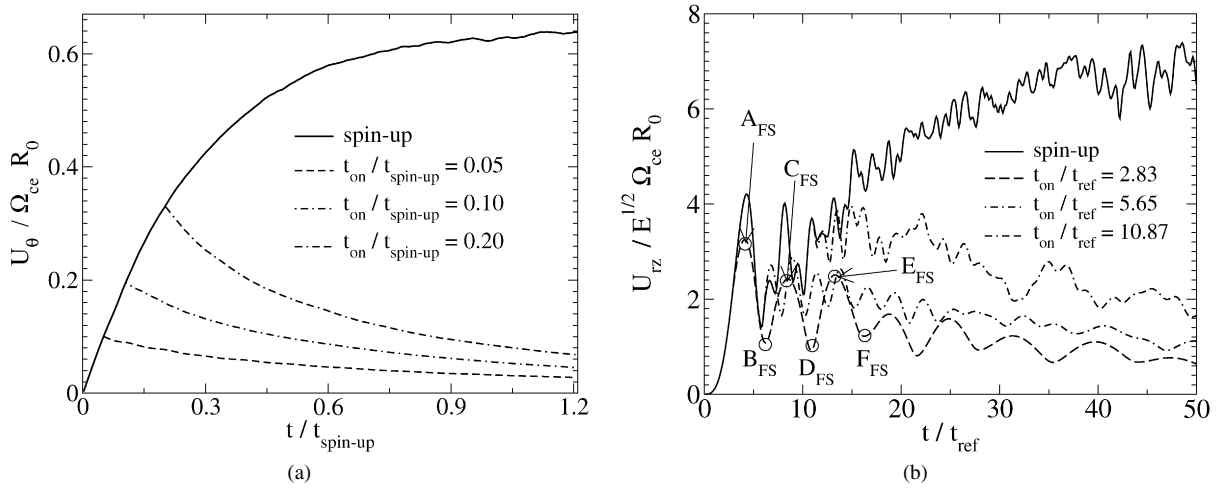 0.6
0.4
0.2
0
U_θ / Ω_ce R_0
spin-up
t_on / t_spin-up = 0.05
t_on / t_spin-up = 0.10
t_on / t_spin-up = 0.20
0 0.3 0.6 0.9 1.2
t / t_spin-up
(a)
8
6
4
2
0
U_rz / E^1/2 Ω_ce R_0
A_FS
C_FS
spin-up
t_on / t_ref = 2.83
t_on / t_ref = 5.65
t_on / t_ref = 10.87
E_FS
B_FS
D_FS
F_FS
0 10 20 30 40 50
t / t_ref
(b)